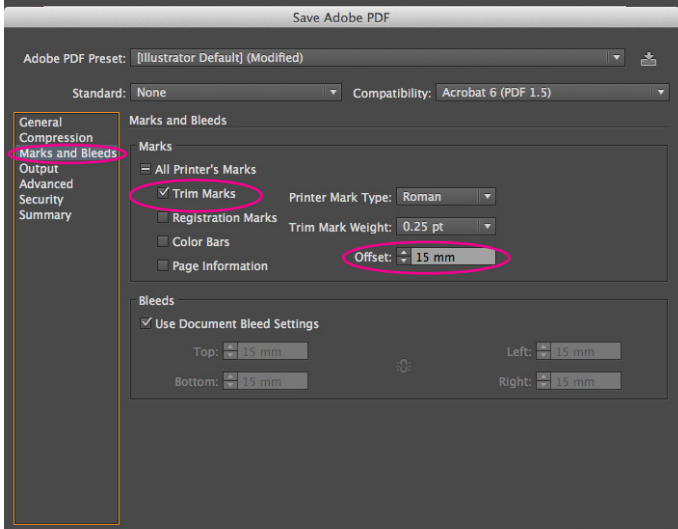 Save Adobe PDF
Adobe PDF Preset: [Illustrator Default] (Modified)
Standard: None Compatibility: Acrobat 6 (PDF 1.5)
General
Compression
Marks and Bleeds
Output
Advanced
Security
Summary
Marks and Bleeds
Marks
All Printer's Marks
Trim Marks
Registration Marks
Color Bars
Page Information
Printer Mark Type: Roman
Trim Mark Weight: 0.25 pt
Offset: 15 mm
Bleeds
Use Document Bleed Settings
Top: 15 mm Left: 15 mm
Bottom: 15 mm Right: 15 mm